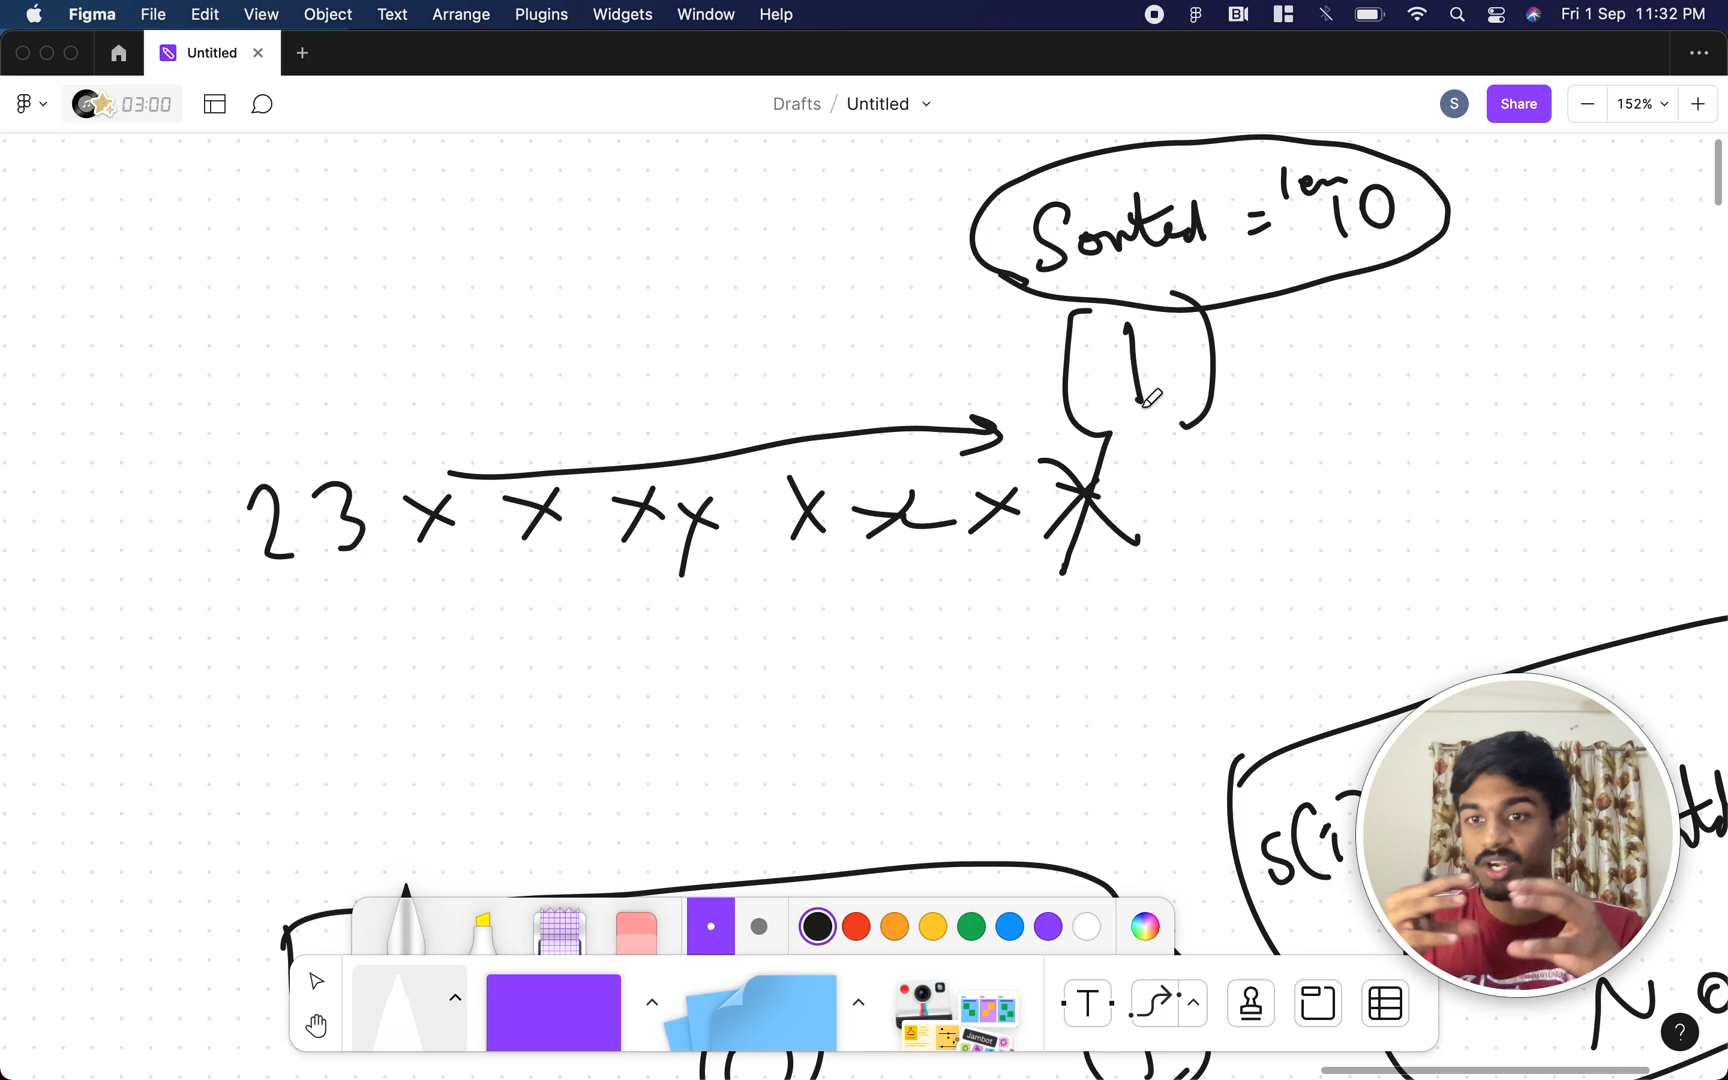 Figma File Edit View Object Text Arrange Plugins Widgets Window Help Fri 1 Sep 11:32 PM
Untitled
03:00 Drafts / Untitled S Share 152%
len
Sorted = 10
[ 1 )
2 3 x x x y x x x x
s(i
N O
T
Jambot
?